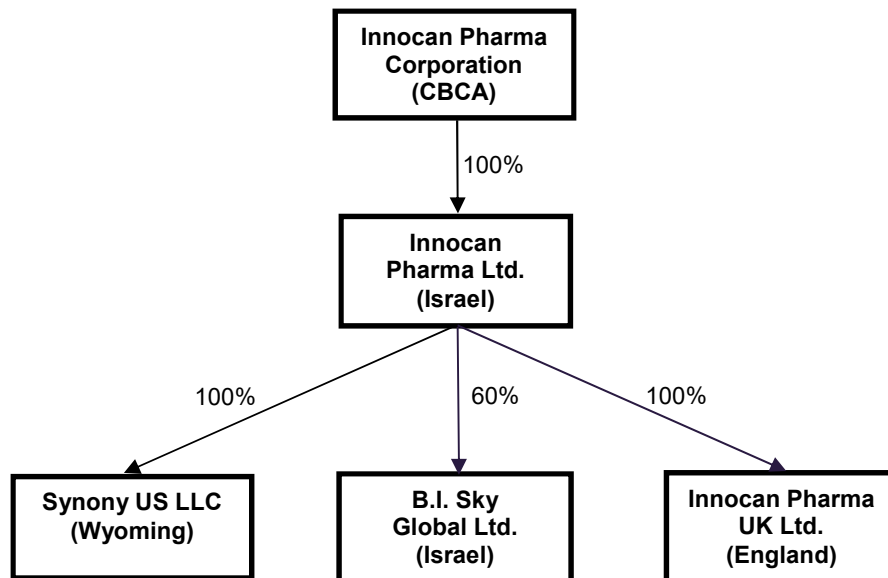 Innocan Pharma
Corporation
(CBCA)
100%
Innocan
Pharma Ltd.
(Israel)
100%
60%
100%
Synony US LLC
(Wyoming)
B.I. Sky
Global Ltd.
(Israel)
Innocan Pharma
UK Ltd.
(England)